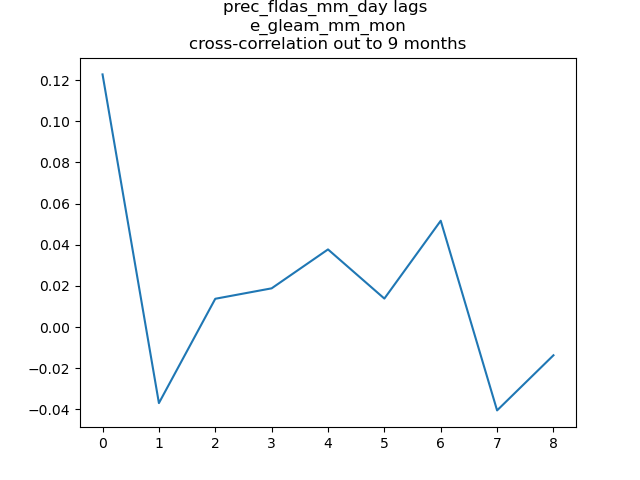 prec_fldas_mm_day lags
e_gleam_mm_mon
cross-correlation out to 9 months
0.12
0.10
0.08
0.06
0.04
0.02
0.00
−0.02
−0.04
0 1 2 3 4 5 6 7 8